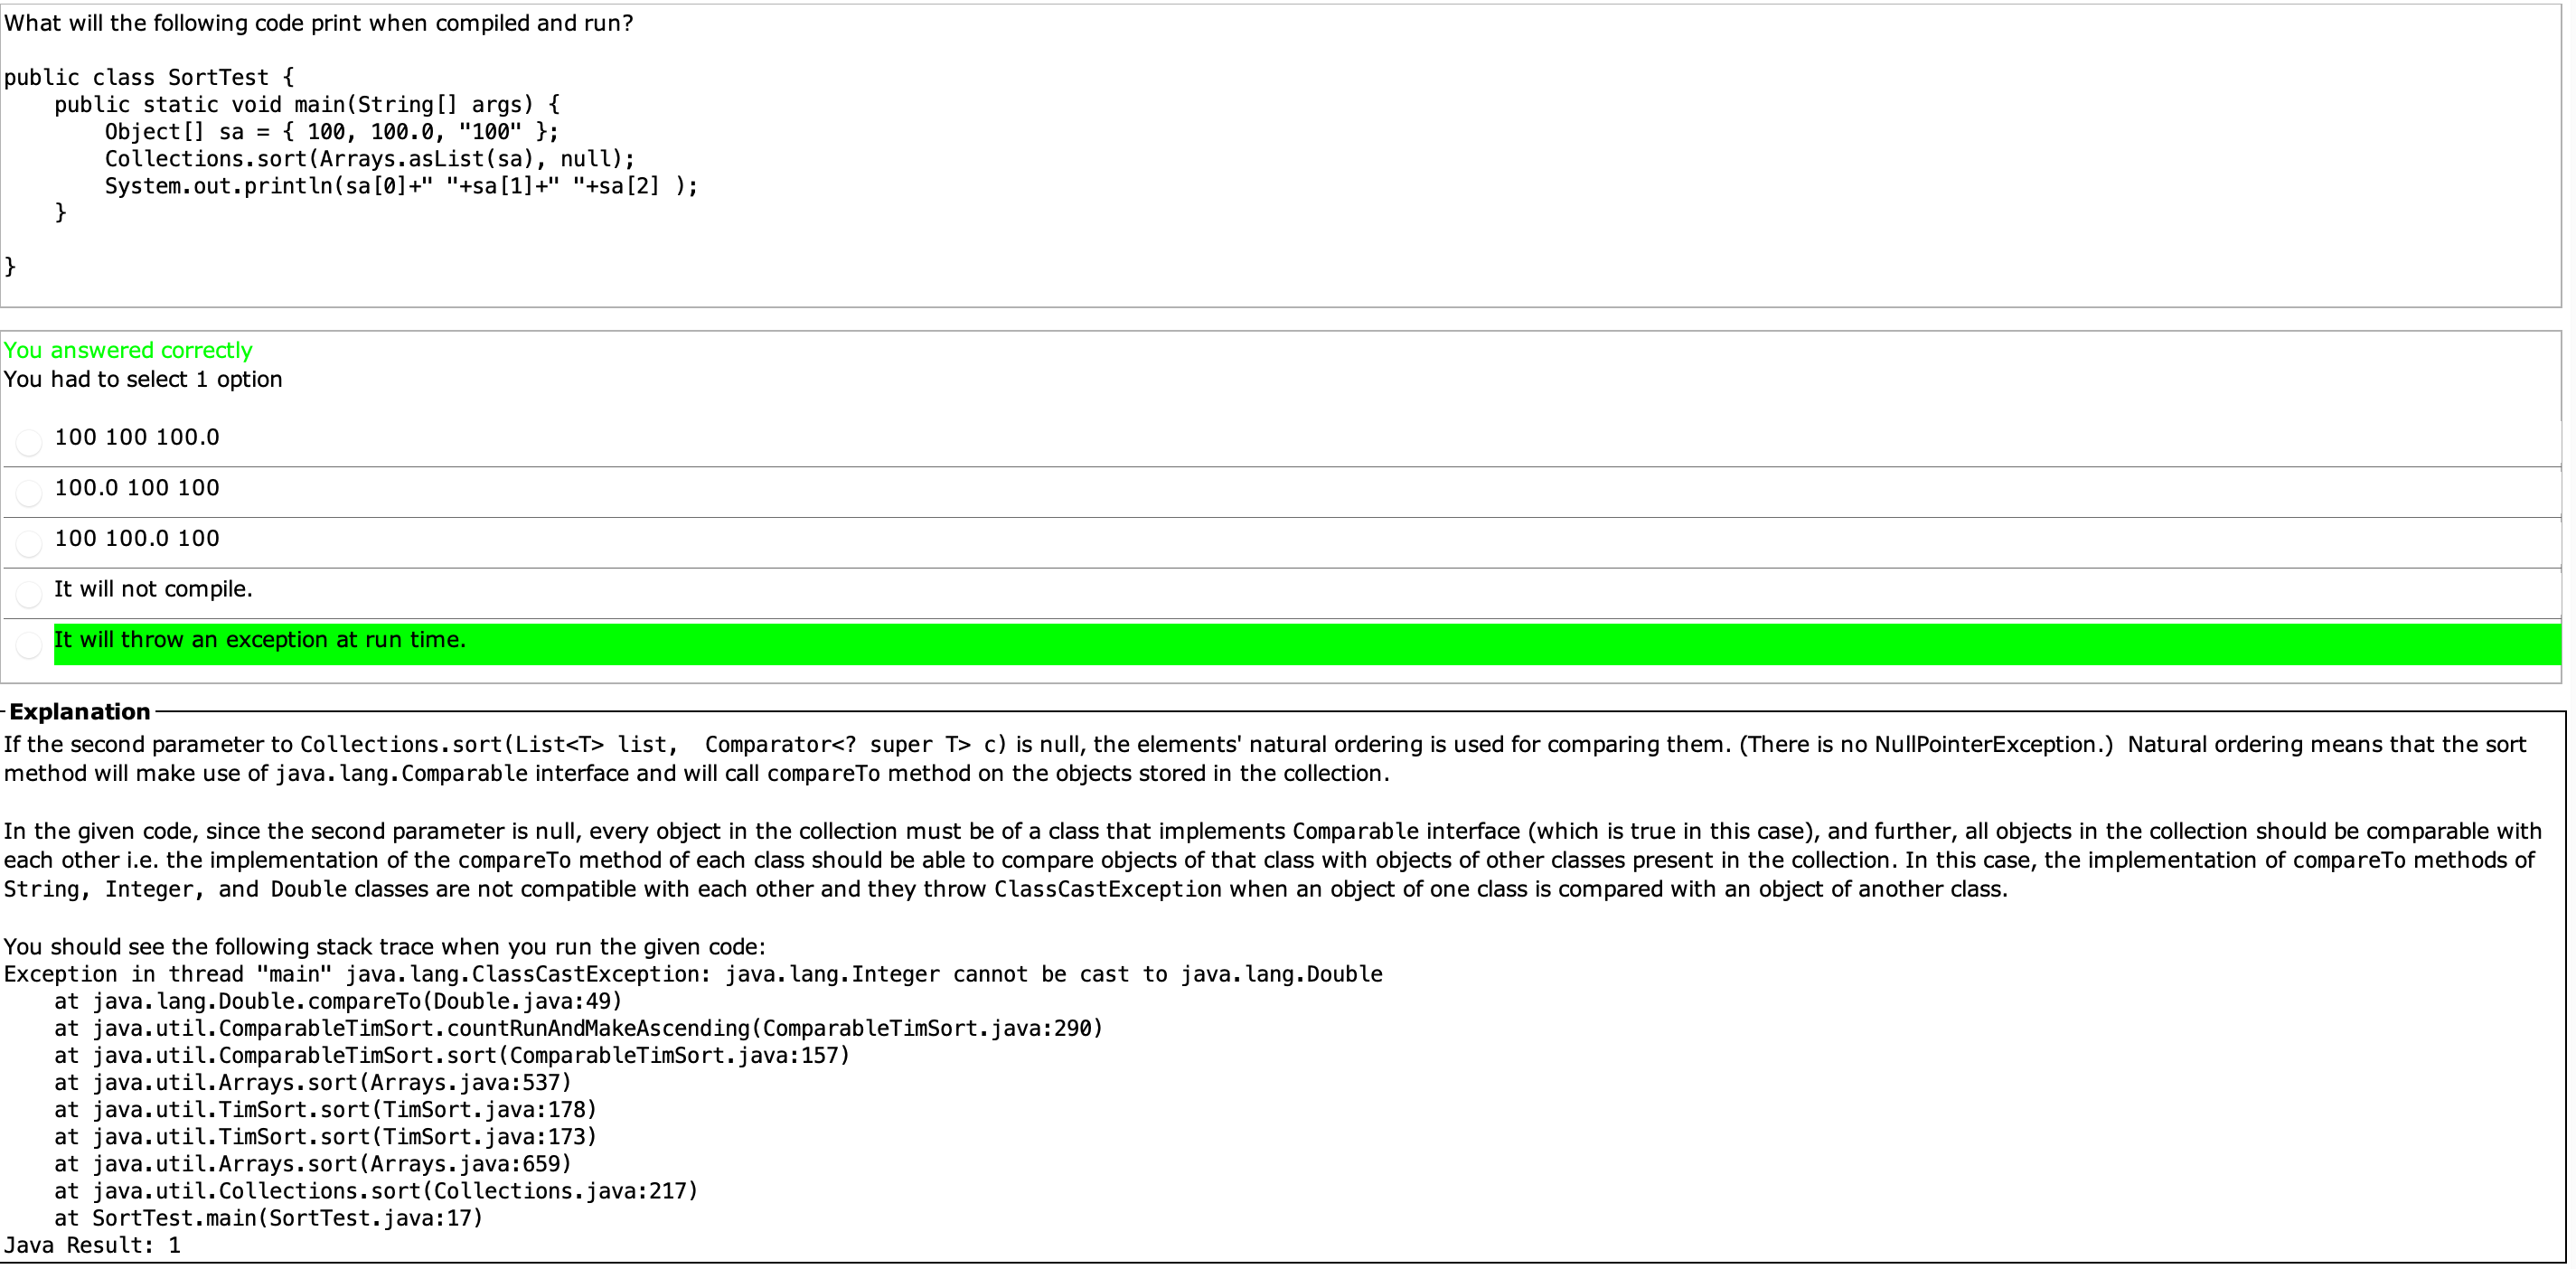 What will the following code print when compiled and run?
public class SortTest {
    public static void main(String[] args) {
        Object[] sa = { 100, 100.0, "100" };
        Collections.sort(Arrays.asList(sa), null);
        System.out.println(sa[0]+" "+sa[1]+" "+sa[2] );
    }
}
You answered correctly
You had to select 1 option
100 100 100.0
100.0 100 100
100 100.0 100
It will not compile.
It will throw an exception at run time.
Explanation
If the second parameter to Collections.sort(List<T> list,  Comparator<? super T> c) is null, the elements' natural ordering is used for comparing them. (There is no NullPointerException.)  Natural ordering means that the sort
method will make use of java.lang.Comparable interface and will call compareTo method on the objects stored in the collection.
In the given code, since the second parameter is null, every object in the collection must be of a class that implements Comparable interface (which is true in this case), and further, all objects in the collection should be comparable with
each other i.e. the implementation of the compareTo method of each class should be able to compare objects of that class with objects of other classes present in the collection. In this case, the implementation of compareTo methods of
String, Integer, and Double classes are not compatible with each other and they throw ClassCastException when an object of one class is compared with an object of another class.
You should see the following stack trace when you run the given code:
Exception in thread "main" java.lang.ClassCastException: java.lang.Integer cannot be cast to java.lang.Double
    at java.lang.Double.compareTo(Double.java:49)
    at java.util.ComparableTimSort.countRunAndMakeAscending(ComparableTimSort.java:290)
    at java.util.ComparableTimSort.sort(ComparableTimSort.java:157)
    at java.util.Arrays.sort(Arrays.java:537)
    at java.util.TimSort.sort(TimSort.java:178)
    at java.util.TimSort.sort(TimSort.java:173)
    at java.util.Arrays.sort(Arrays.java:659)
    at java.util.Collections.sort(Collections.java:217)
    at SortTest.main(SortTest.java:17)
Java Result: 1